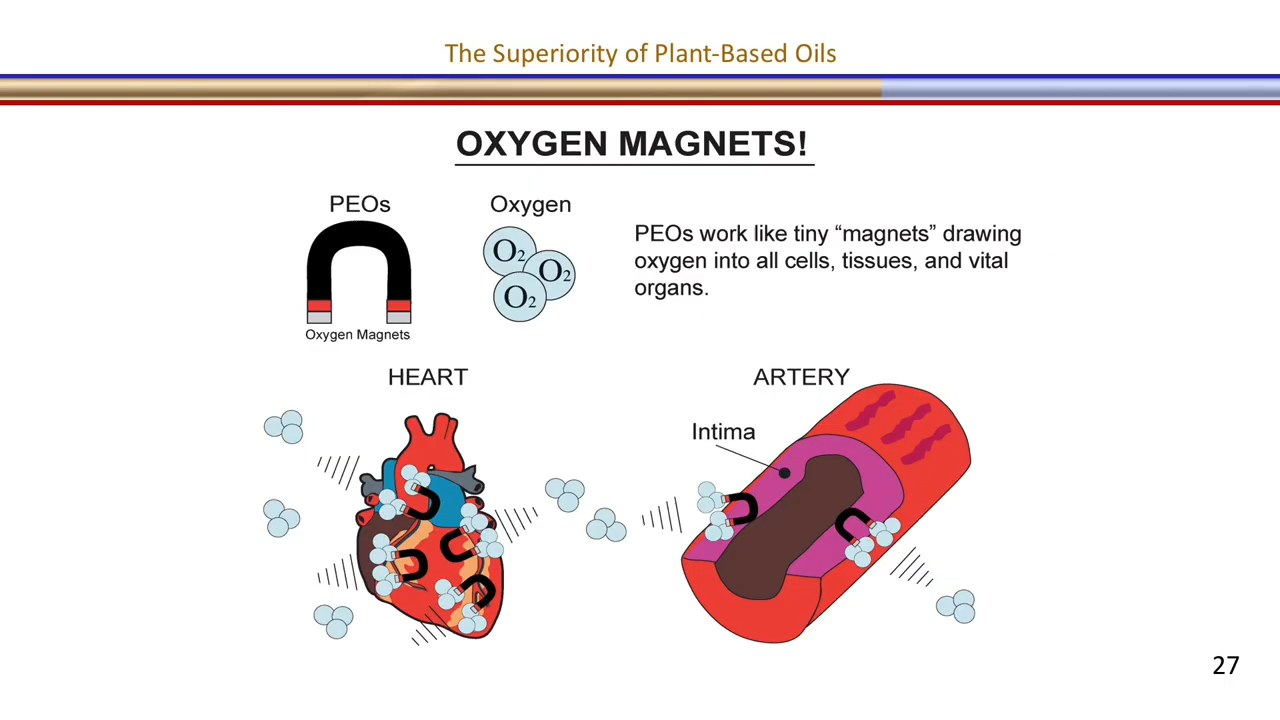 The Superiority of Plant-Based Oils
OXYGEN MAGNETS!
PEOs
Oxygen
O2
O2
O2
Oxygen Magnets
PEOs work like tiny “magnets” drawing
oxygen into all cells, tissues, and vital
organs.
HEART
ARTERY
Intima
27